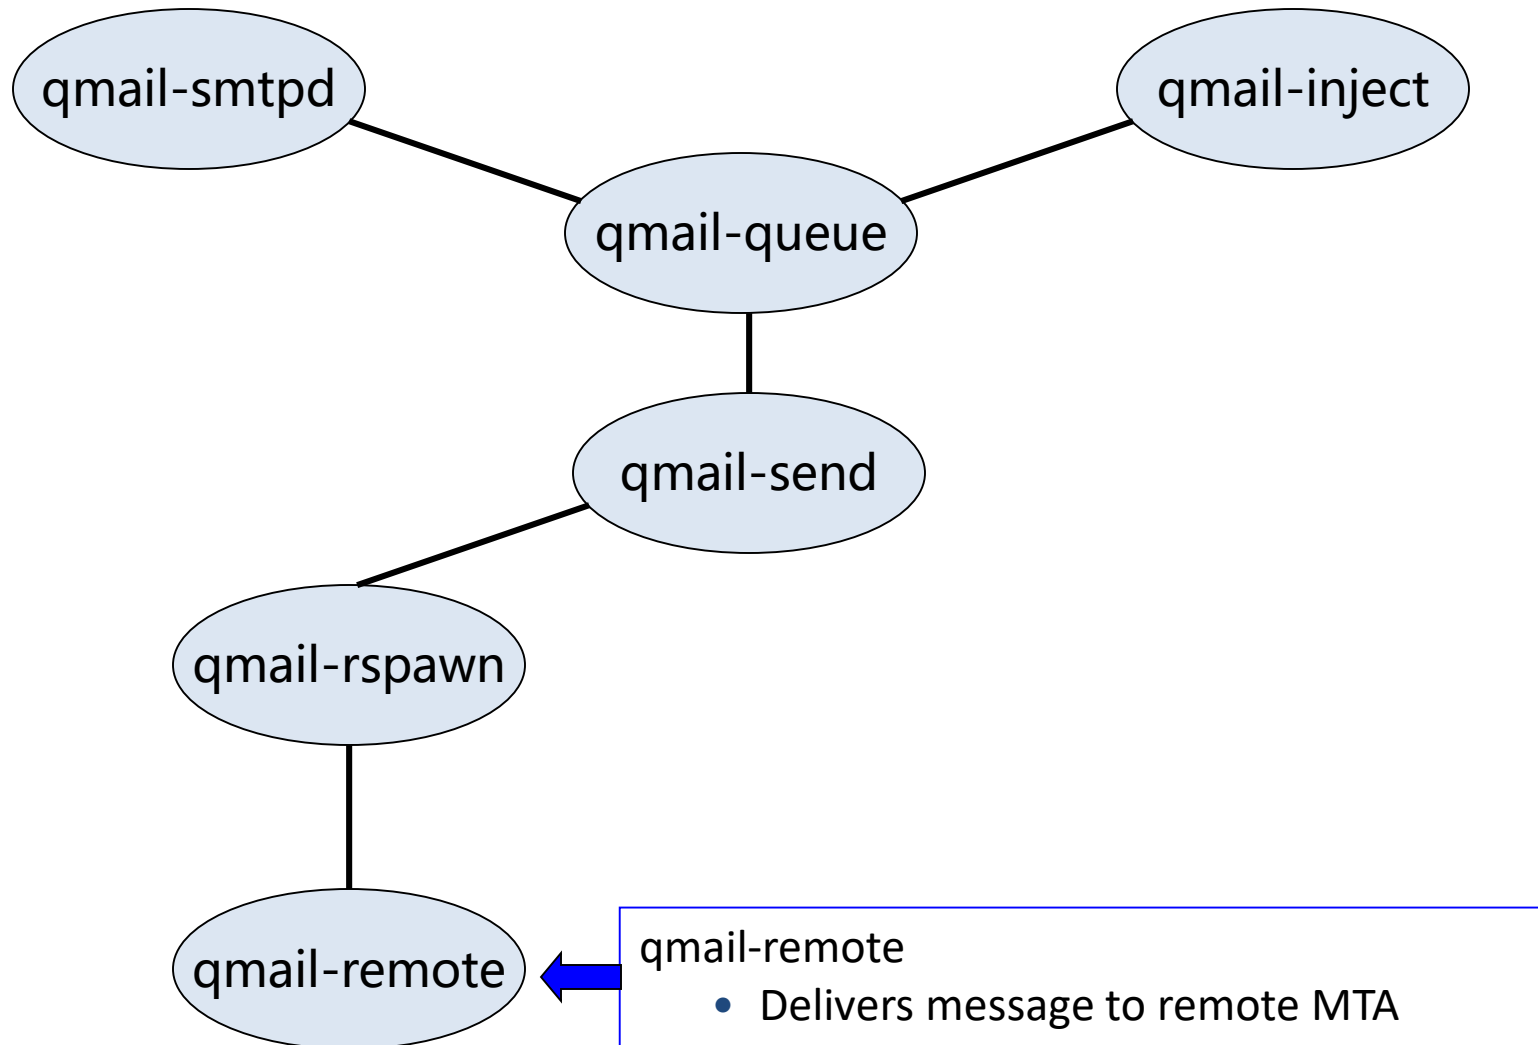 qmail-smtpd
qmail-inject
qmail-queue
qmail-send
qmail-rspawn
qmail-remote
qmail-remote
• Delivers message to remote MTA